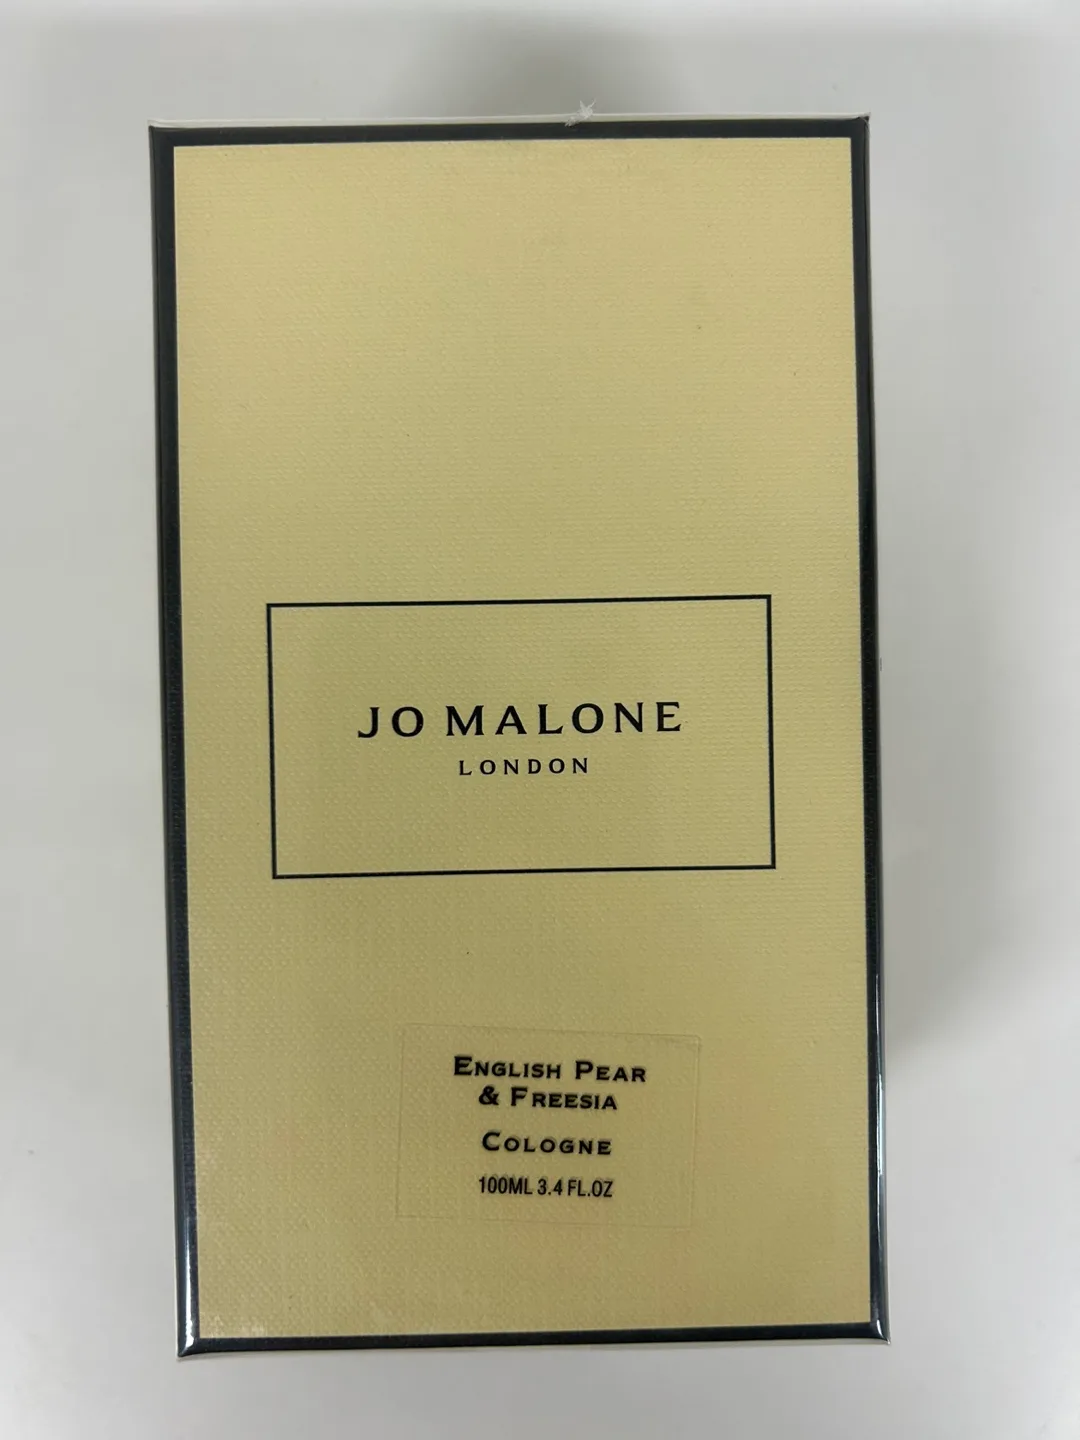 JO MALONE
LONDON
ENGLISH PEAR
& FREESIA
COLOGNE
100ML 3.4 FL.OZ